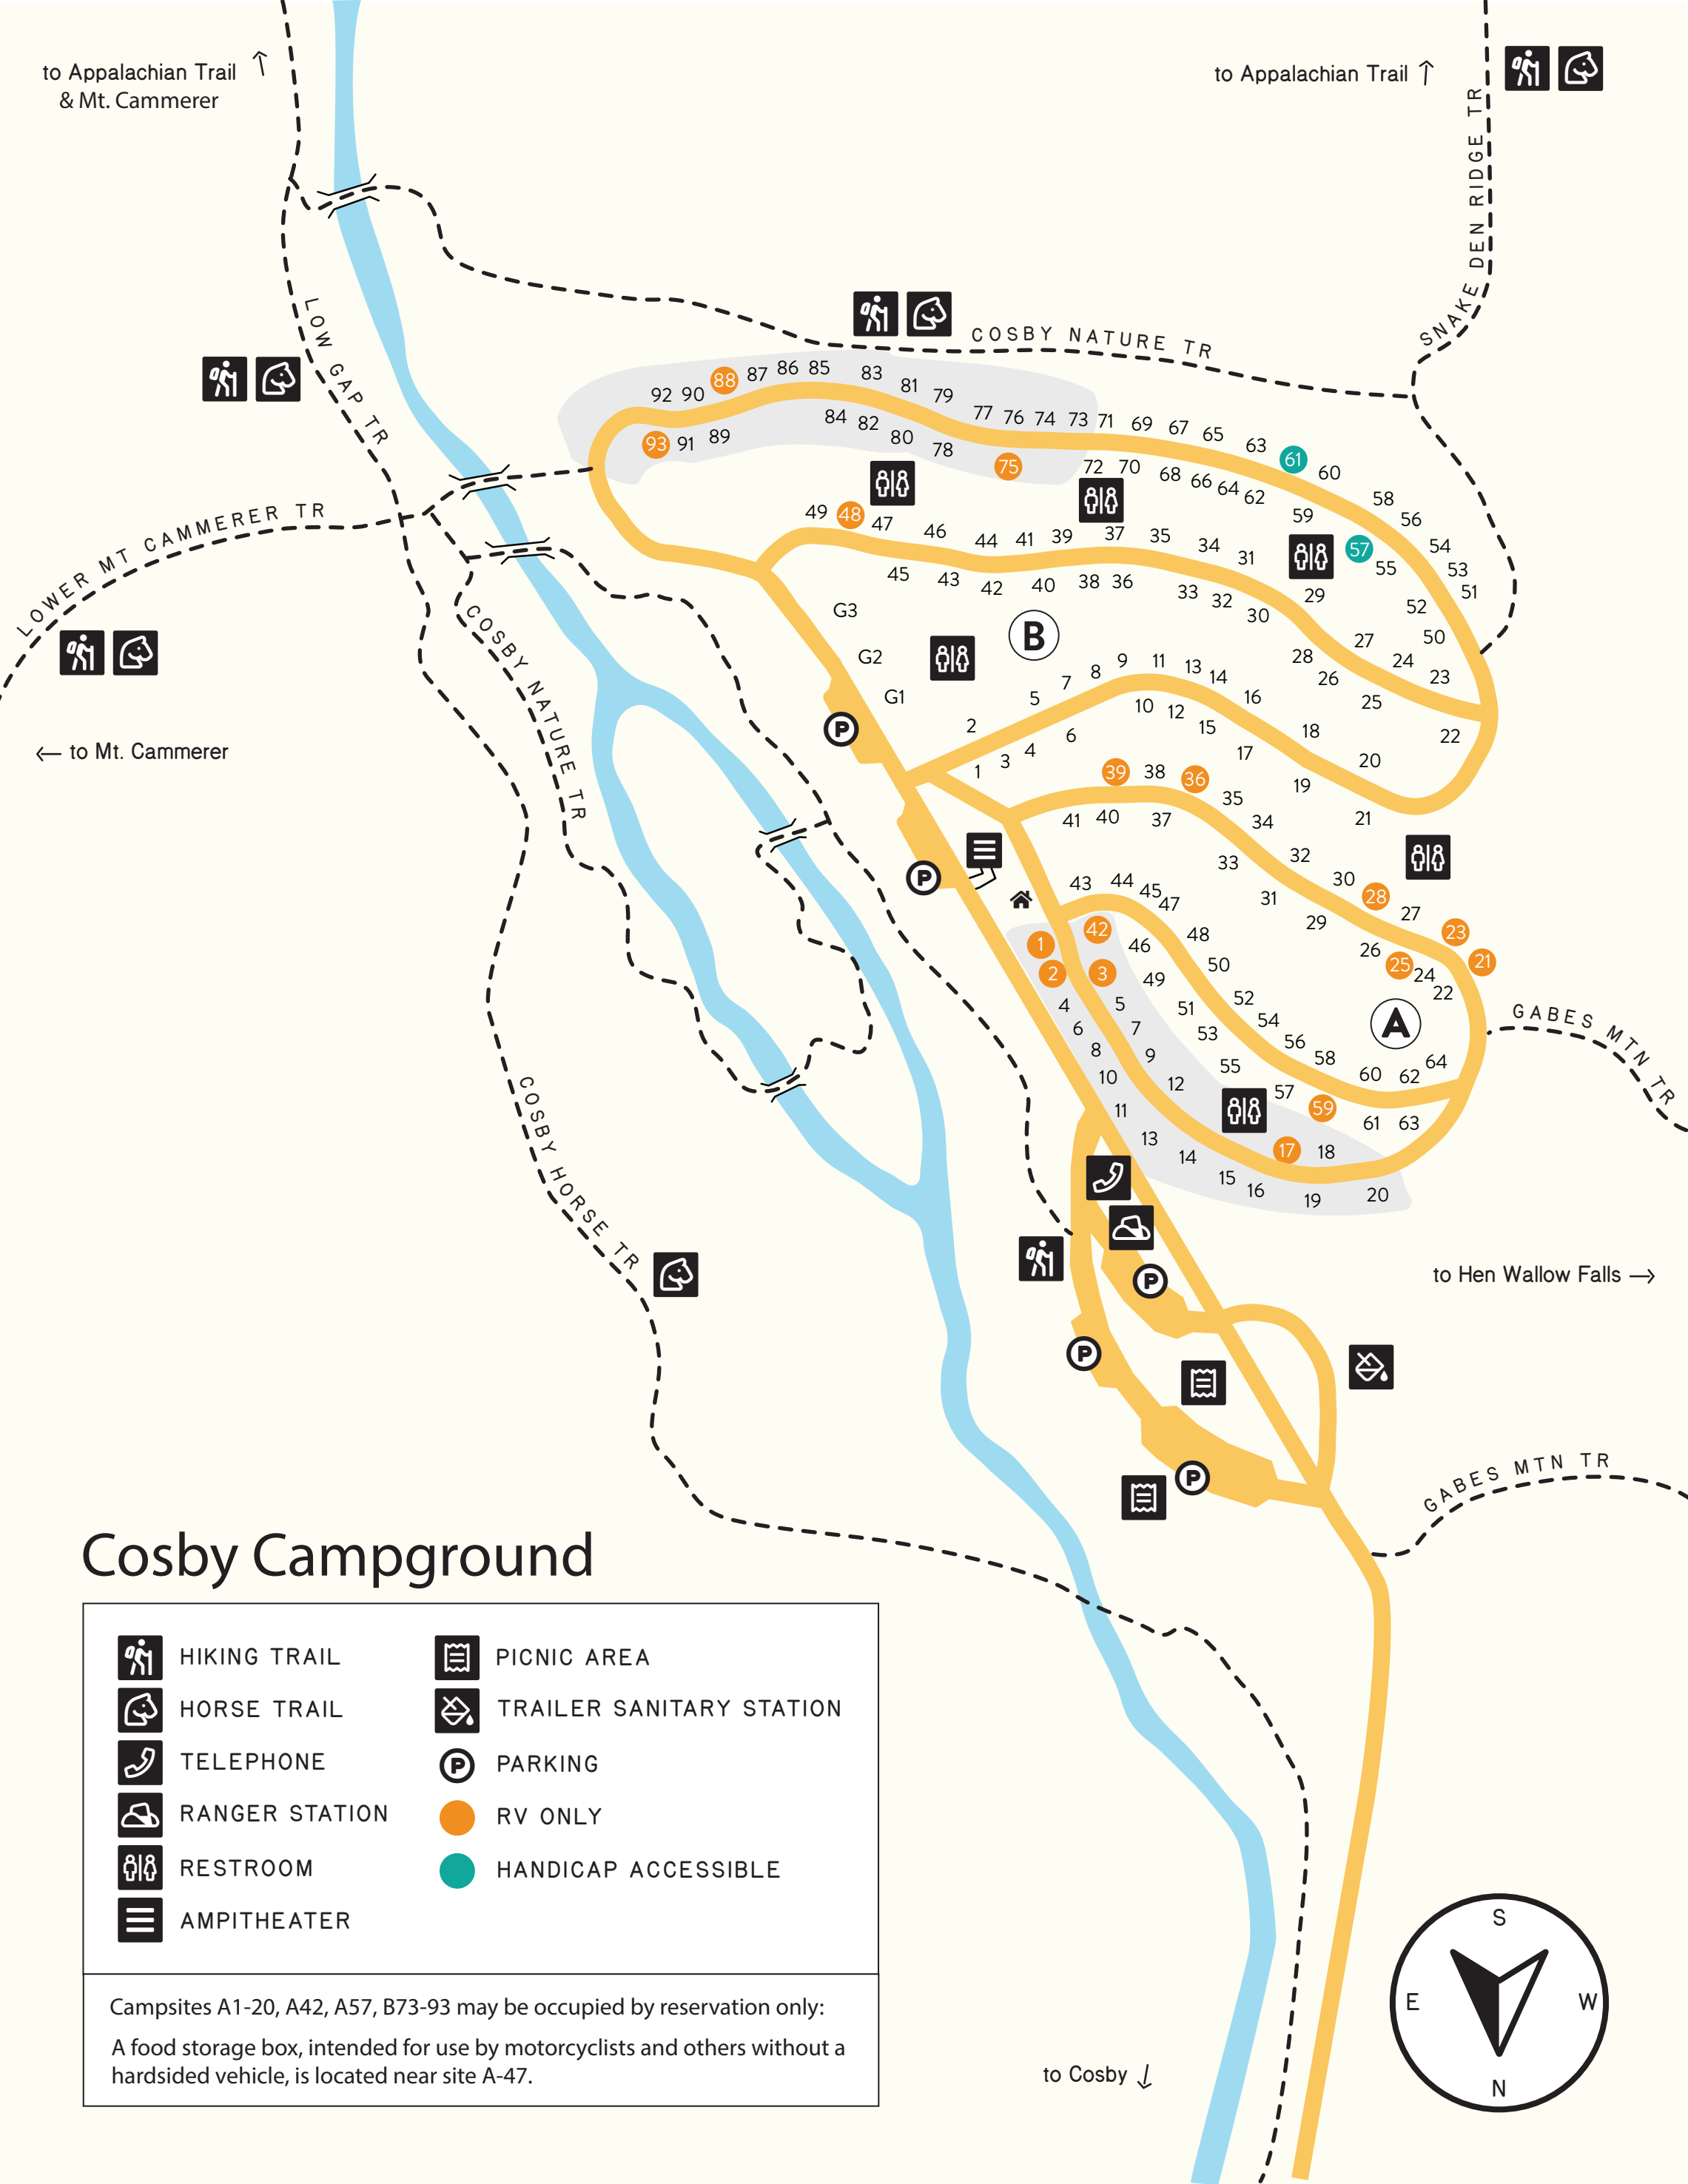 to Appalachian Trail ↑
& Mt. Cammerer
to Appalachian Trail ↑
SNAKE DEN RIDGE TR
LOW GAP TR
COSBY NATURE TR
LOWER MT CAMMERER TR
← to Mt. Cammerer
COSBY NATURE TR
COSBY HORSE TR
92 90 88 87 86 85 83 81 79 77 76 74 73 71 69 67 65 63 61 60 58 56 54 53 51
93 91 89 84 82 80 78 75 72 70 68 66 64 62 59 57 55 52 50
49 48 47 46 44 41 39 37 35 34 31 29 27 24 23
45 43 42 40 38 36 33 32 30 28 26 25 22
G3
G2
G1
B
2 5 7 8 9 11 13 14 16 18 20
1 3 4 6 10 12 15 17 19 21
P
39 38 36 35 34 32 30 28 27 23 21
41 40 37 33 31 29 26 25 24 22
P
A
43 44 45 47 48 50 52 54 56 58 60 62 64
42 46 49 51 53 55 57 59 61 63
1 2 3
4 5
6 7
8 9
10 12
11 13 14 15 16 17 18 19 20
GABES MTN TR
to Hen Wallow Falls →
P
P
P
GABES MTN TR
Cosby Campground
HIKING TRAIL
HORSE TRAIL
TELEPHONE
RANGER STATION
RESTROOM
AMPITHEATER
PICNIC AREA
TRAILER SANITARY STATION
P PARKING
RV ONLY
HANDICAP ACCESSIBLE
Campsites A1-20, A42, A57, B73-93 may be occupied by reservation only:
A food storage box, intended for use by motorcyclists and others without a
hardsided vehicle, is located near site A-47.
to Cosby ↓
S
E W
N